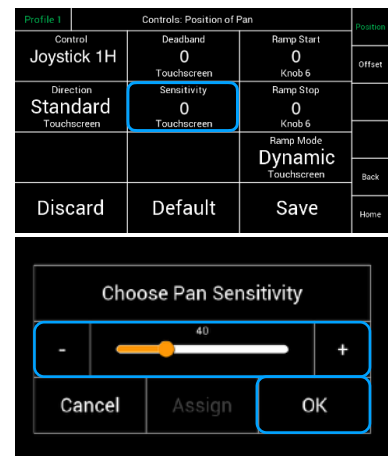 Profile 1
Controls: Position of Pan
Position
Control
Joystick 1H
Deadband
0
Touchscreen
Ramp Start
0
Knob 6
Offset
Direction
Standard
Touchscreen
Sensitivity
0
Touchscreen
Ramp Stop
0
Knob 6
Ramp Mode
Dynamic
Touchscreen
Back
Discard
Default
Save
Home
Choose Pan Sensitivity
-
40
+
Cancel
Assign
OK